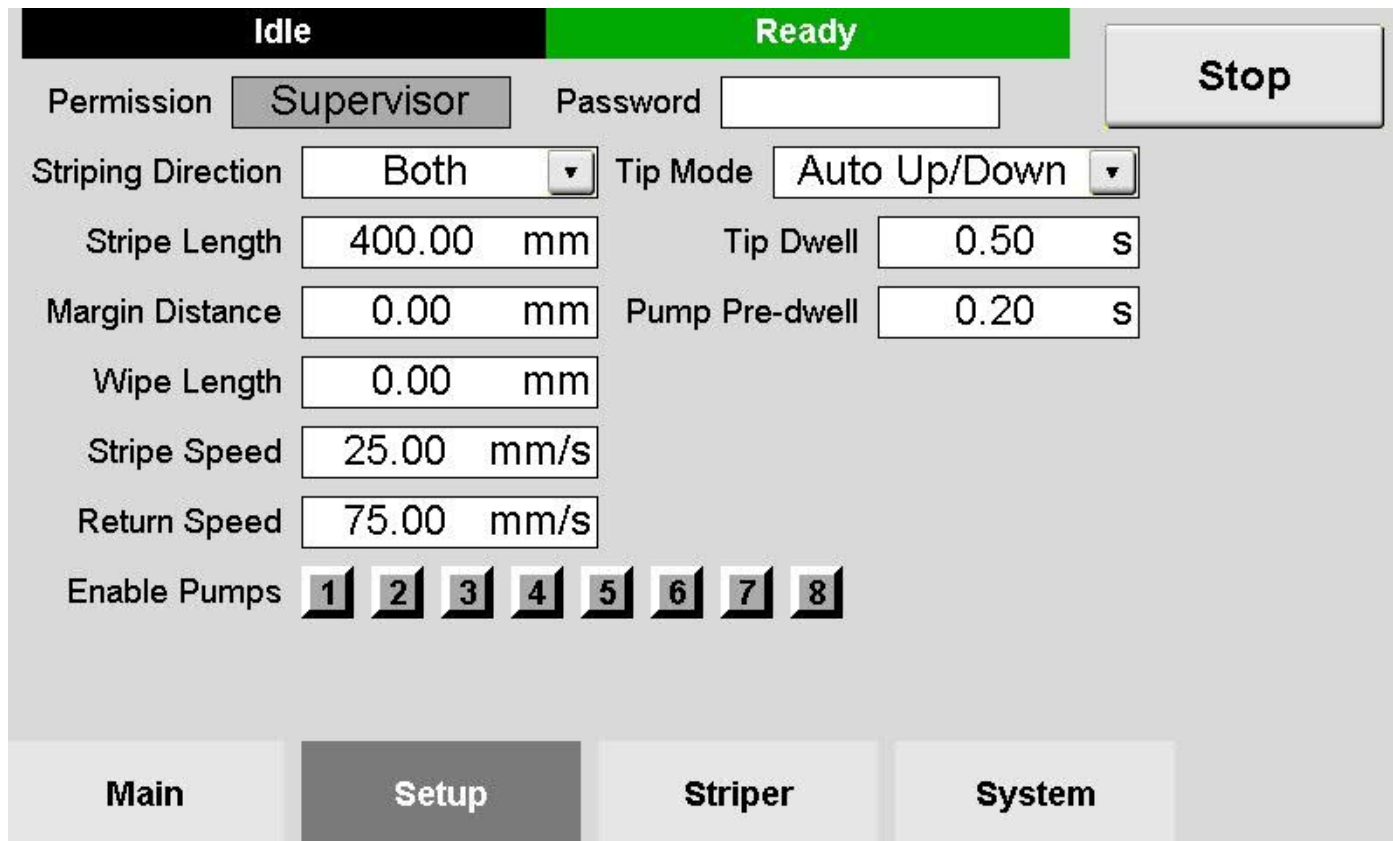 Idle Ready
Stop
Permission Supervisor Password
Striping Direction Both Tip Mode Auto Up/Down
Stripe Length 400.00 mm Tip Dwell 0.50 s
Margin Distance 0.00 mm Pump Pre-dwell 0.20 s
Wipe Length 0.00 mm
Stripe Speed 25.00 mm/s
Return Speed 75.00 mm/s
Enable Pumps 1 2 3 4 5 6 7 8
Main Setup Striper System